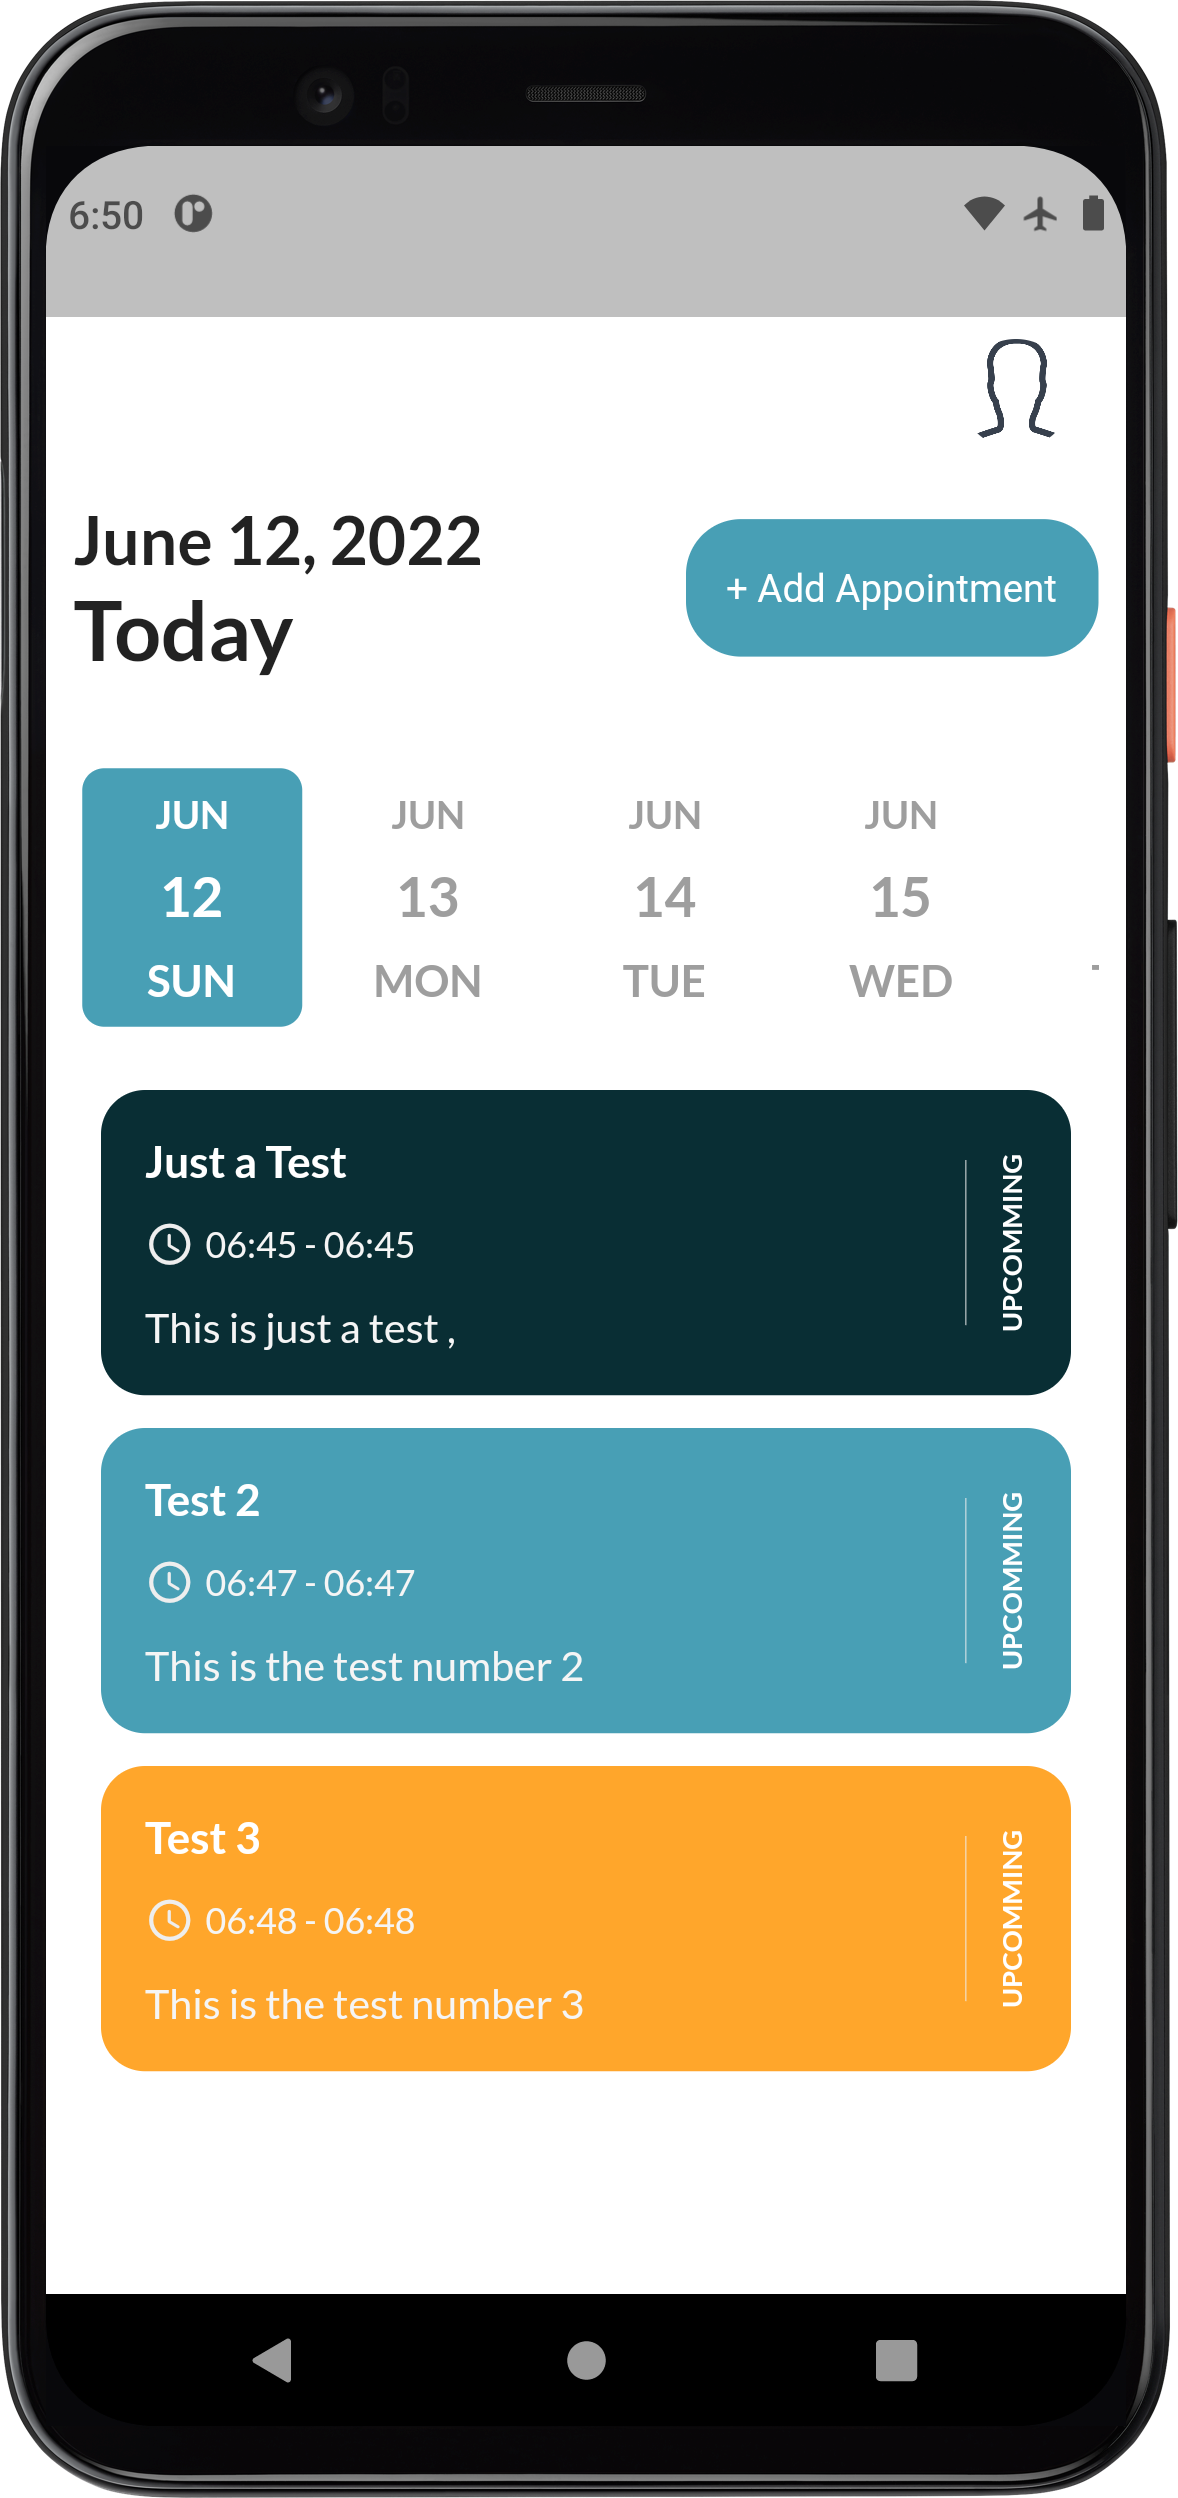 6:50
June 12, 2022
Today
+ Add Appointment
JUN
12
SUN
JUN
13
MON
JUN
14
TUE
JUN
15
WED
Just a Test
06:45 - 06:45
This is just a test ,
UPCOMMING
Test 2
06:47 - 06:47
This is the test number 2
UPCOMMING
Test 3
06:48 - 06:48
This is the test number 3
UPCOMMING